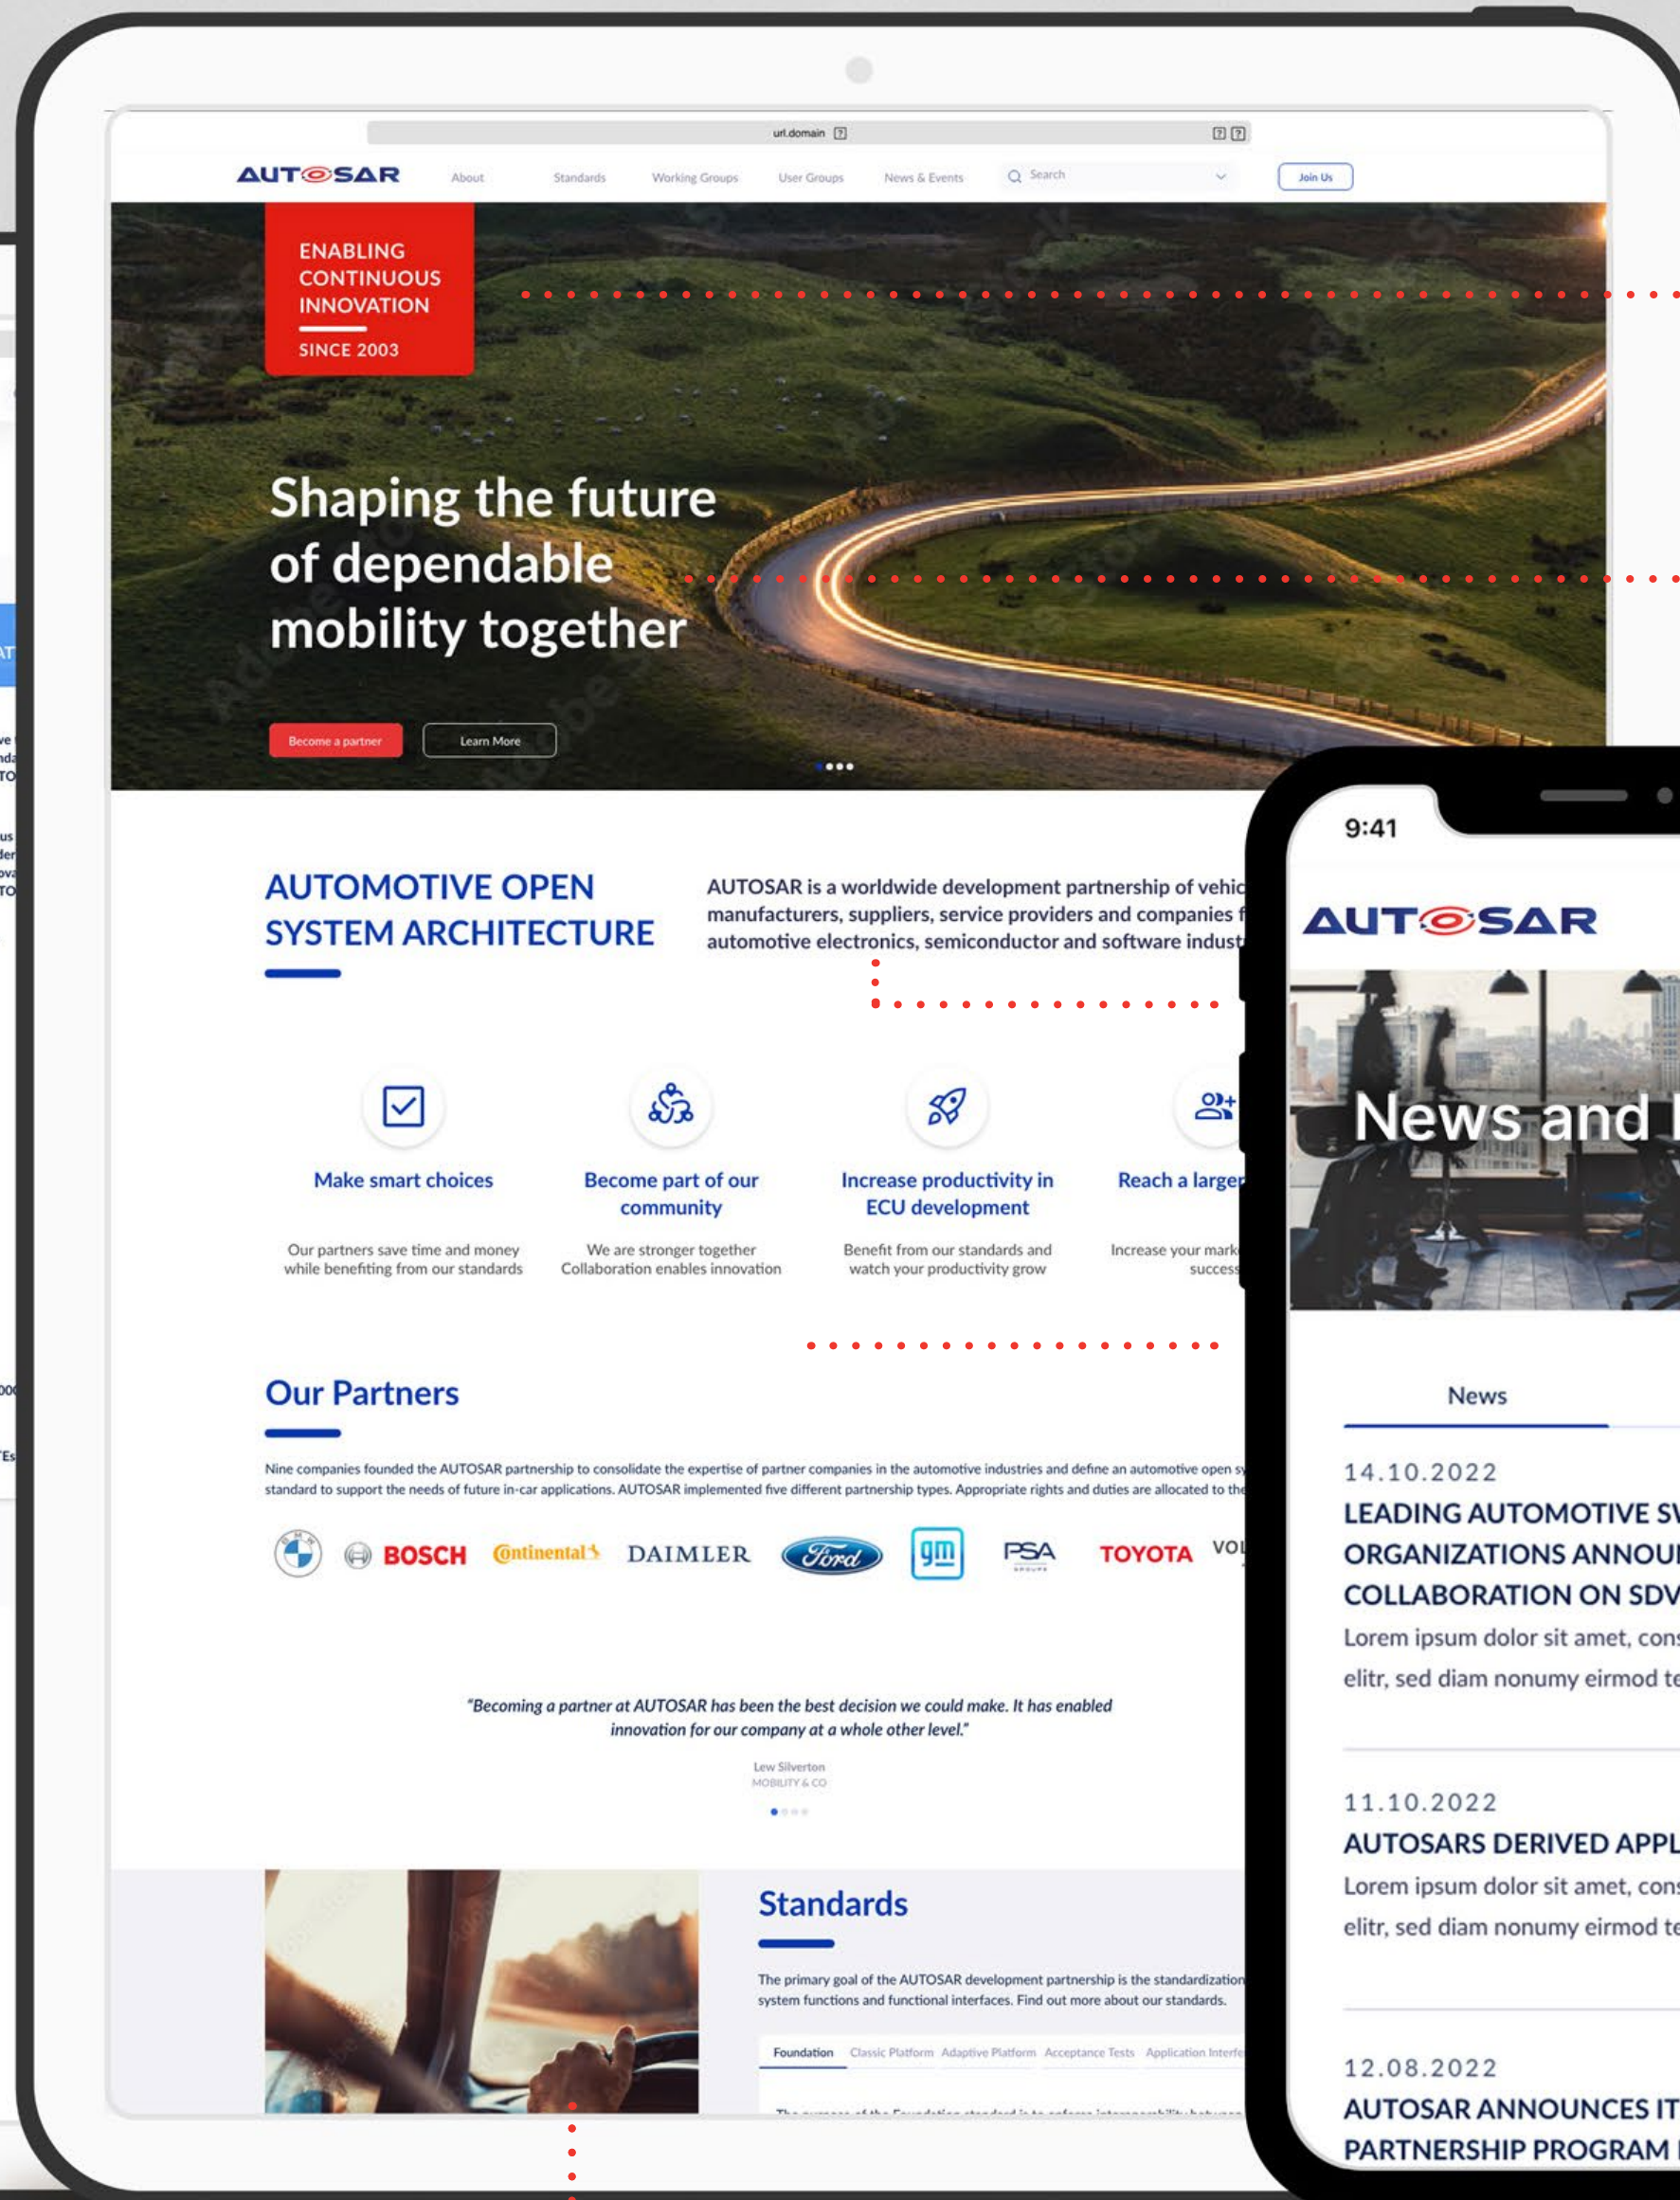 url.domain
AUTOSAR
About
Standards
Working Groups
User Groups
News & Events
Search
Join Us
ENABLING
CONTINUOUS
INNOVATION
SINCE 2003
Shaping the future
of dependable
mobility together
Become a partner
Learn More
AUTOMOTIVE OPEN
SYSTEM ARCHITECTURE
AUTOSAR is a worldwide development partnership of vehic
manufacturers, suppliers, service providers and companies f
automotive electronics, semiconductor and software indust
Make smart choices
Our partners save time and money
while benefiting from our standards
Become part of our
community
We are stronger together
Collaboration enables innovation
Increase productivity in
ECU development
Benefit from our standards and
watch your productivity grow
Reach a larger
Increase your mark
success
Our Partners
Nine companies founded the AUTOSAR partnership to consolidate the expertise of partner companies in the automotive industries and define an automotive open sy
standard to support the needs of future in-car applications. AUTOSAR implemented five different partnership types. Appropriate rights and duties are allocated to the
BMW
BOSCH
Continental
DAIMLER
Ford
gm
PSA
GROUPE
TOYOTA
VOL
"Becoming a partner at AUTOSAR has been the best decision we could make. It has enabled
innovation for our company at a whole other level."
Lew Silverton
MOBILITY & CO
Standards
The primary goal of the AUTOSAR development partnership is the standardization
system functions and functional interfaces. Find out more about our standards.
Foundation
Classic Platform
Adaptive Platform
Acceptance Tests
Application Interfe
9:41
AUTOSAR
News and
News
14.10.2022
LEADING AUTOMOTIVE SW
ORGANIZATIONS ANNOU
COLLABORATION ON SDV
Lorem ipsum dolor sit amet, cons
elitr, sed diam nonumy eirmod te
11.10.2022
AUTOSARS DERIVED APPL
Lorem ipsum dolor sit amet, cons
elitr, sed diam nonumy eirmod te
12.08.2022
AUTOSAR ANNOUNCES IT
PARTNERSHIP PROGRAM